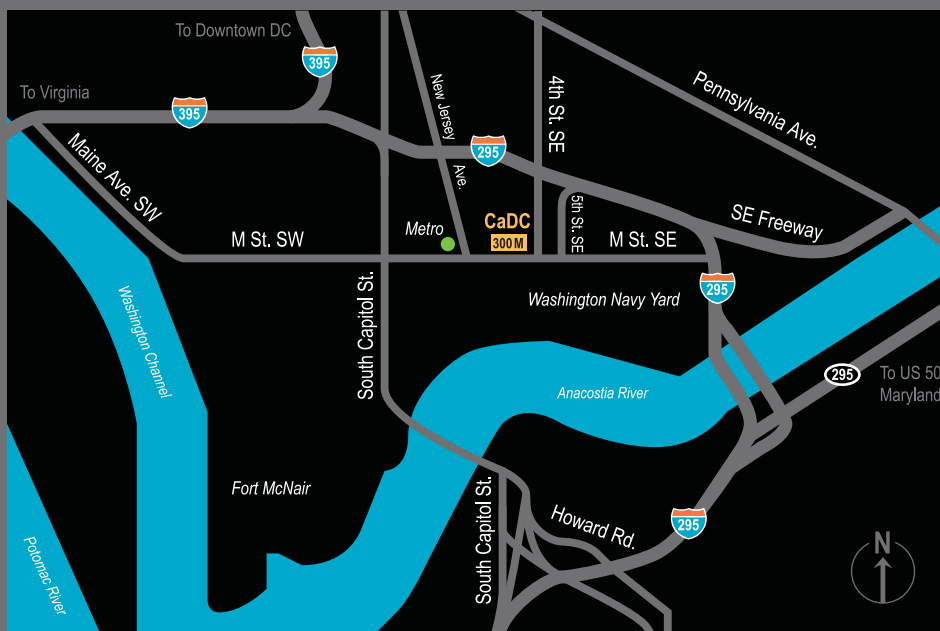 To Downtown DC
395
To Virginia
395
New Jersey
Ave.
4th St. SE
Pennsylvania Ave.
295
Maine Ave. SW
5th St. SE
SE Freeway
CaDC
300 M
Metro
M St. SW
M St. SE
295
Washington Navy Yard
South Capitol St.
Washington Channel
Anacostia River
295
To US 50
Maryland
Fort McNair
South Capitol St.
Howard Rd.
295
Potomac River
N